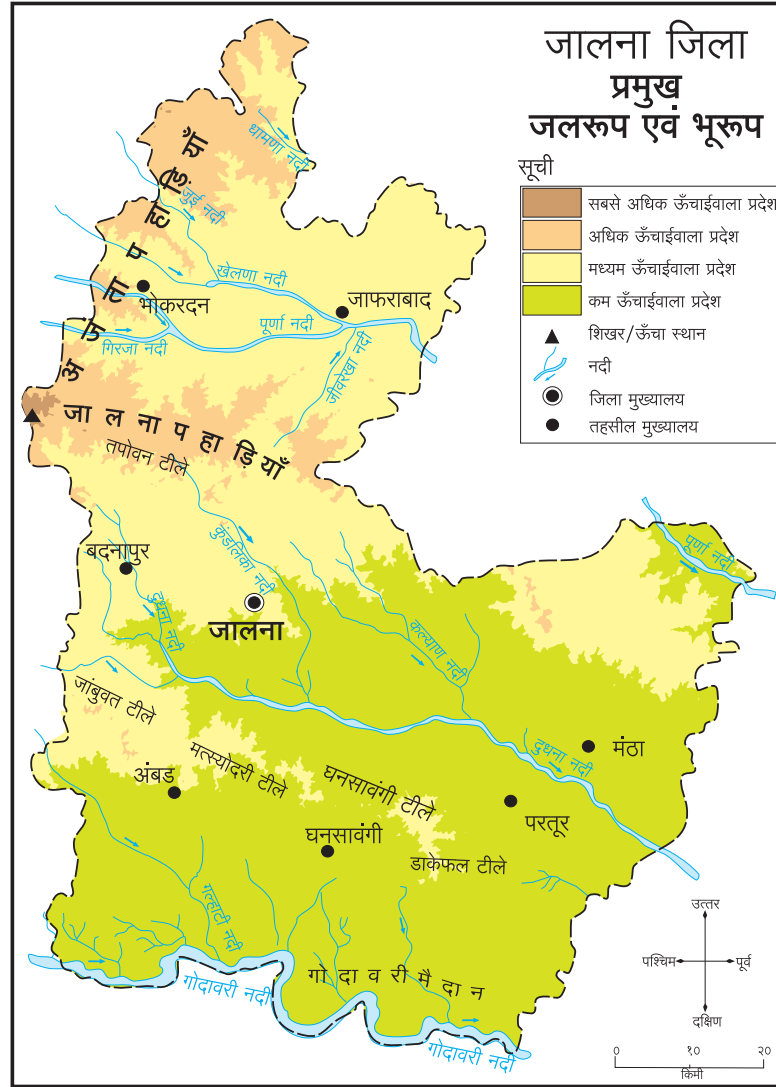 जालना जिला
प्रमुख
जलरूप एवं भूरूप
सूची
सबसे अधिक ऊँचाईवाला प्रदेश
अधिक ऊँचाईवाला प्रदेश
मध्यम ऊँचाईवाला प्रदेश
कम ऊँचाईवाला प्रदेश
शिखर/ऊँचा स्थान
नदी
जिला मुख्यालय
तहसील मुख्यालय
धामणा नदी
जुई नदी
अजंता पहाड़ियाँ
खेलणा नदी
भोकरदन
जाफराबाद
पूर्णा नदी
गिरजा नदी
जीवरेखा नदी
जालना पहाड़ियाँ
तपोवन टीले
कुंडलिका नदी
पूर्णा नदी
बदनापुर
दुधना नदी
जालना
कल्याण नदी
जांबुवत टीले
मत्स्योदरी टीले
घनसावंगी टीले
दुधना नदी
मंठा
अंबड
परतूर
घनसावंगी
डाकेफल टीले
गल्हाटी नदी
गोदावरी मैदान
गोदावरी नदी
गोदावरी नदी
उत्तर
पश्चिम
पूर्व
दक्षिण
० १० २०
किमी